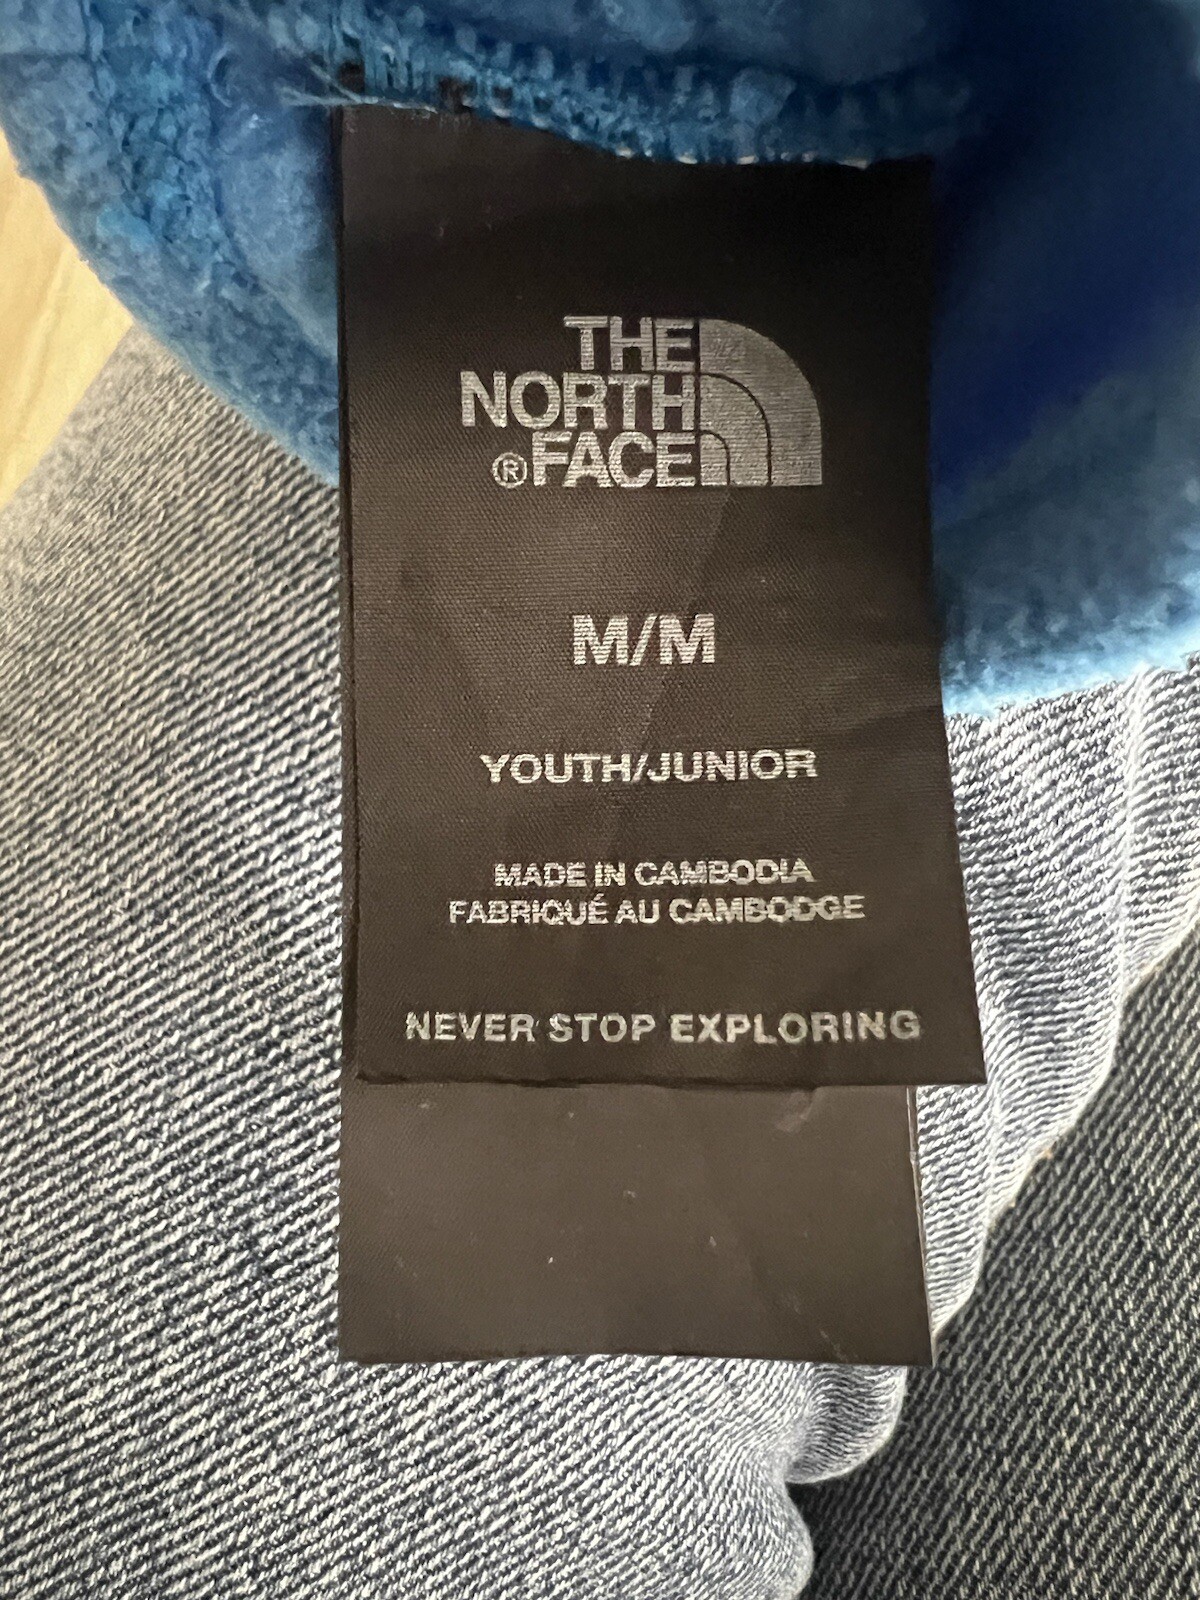 THE
NORTH
®FACE
M/M
YOUTH/JUNIOR
MADE IN CAMBODIA
FABRIQUÉ AU CAMBODGE
NEVER STOP EXPLORING